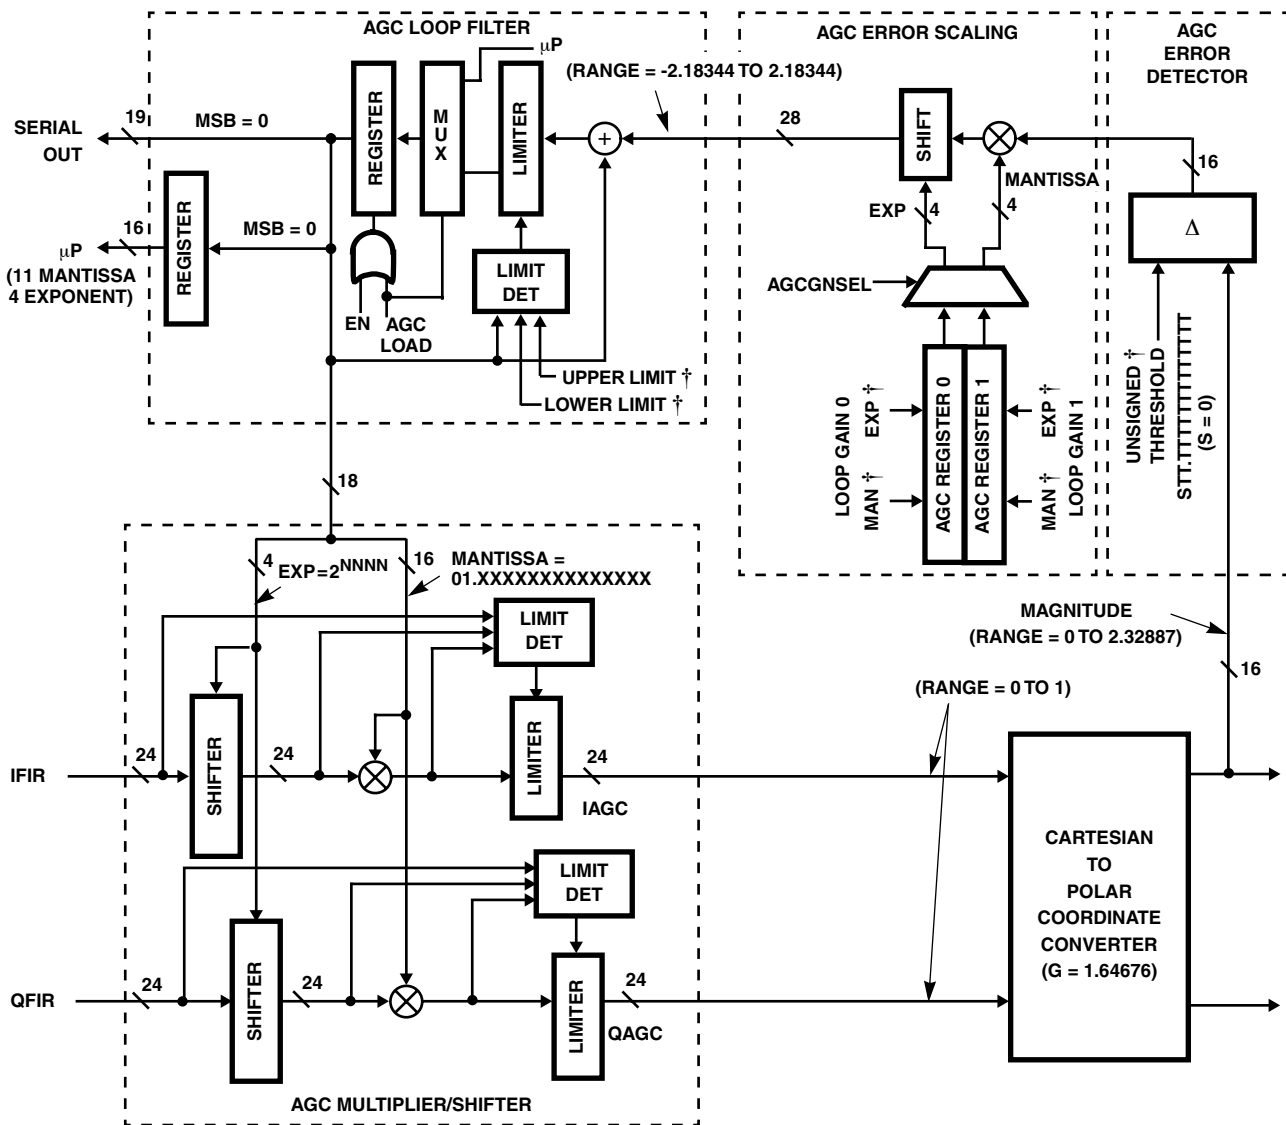 AGC LOOP FILTER
μP
(RANGE = -2.18344 TO 2.18344)
AGC ERROR SCALING
AGC
ERROR
DETECTOR
SERIAL
OUT
19
MSB = 0
REGISTER
MUX
LIMITER
+
28
SHIFT
MANTISSA
16
EXP
4
4
Δ
16
μP
(11 MANTISSA
4 EXPONENT)
REGISTER
MSB = 0
LIMIT
DET
EN
AGC
LOAD
AGCGNSEL
UPPER LIMIT †
LOWER LIMIT †
LOOP GAIN 0
EXP †
MAN †
AGC REGISTER 0
AGC REGISTER 1
EXP †
MAN †
LOOP GAIN 1
UNSIGNED †
THRESHOLD
STT.TTTTTTTTTTTTT
(S = 0)
18
4
EXP=2^NNNN
16
MANTISSA =
01.XXXXXXXXXXXXXX
LIMIT
DET
MAGNITUDE
(RANGE = 0 TO 2.32887)
16
(RANGE = 0 TO 1)
IFIR
24
SHIFTER
24
LIMITER
24
IAGC
LIMIT
DET
CARTESIAN
TO
POLAR
COORDINATE
CONVERTER
(G = 1.64676)
QFIR
24
SHIFTER
24
LIMITER
24
QAGC
AGC MULTIPLIER/SHIFTER